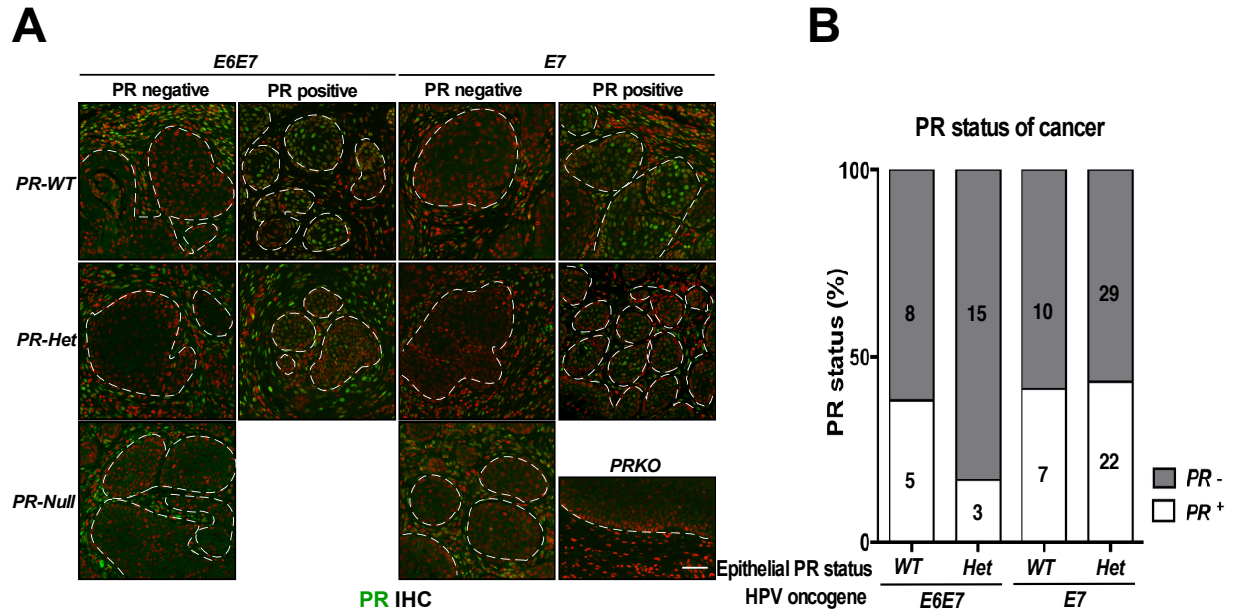 A
E6E7 E7
PR negative PR positive PR negative PR positive
PR-WT
PR-Het
PR-Null
PRKO
PR IHC
B
PR status of cancer
PR status (%)
100
50
0
8 15 10 29
5 3 7 22
PR -
PR +
Epithelial PR status WT Het WT Het
HPV oncogene E6E7 E7